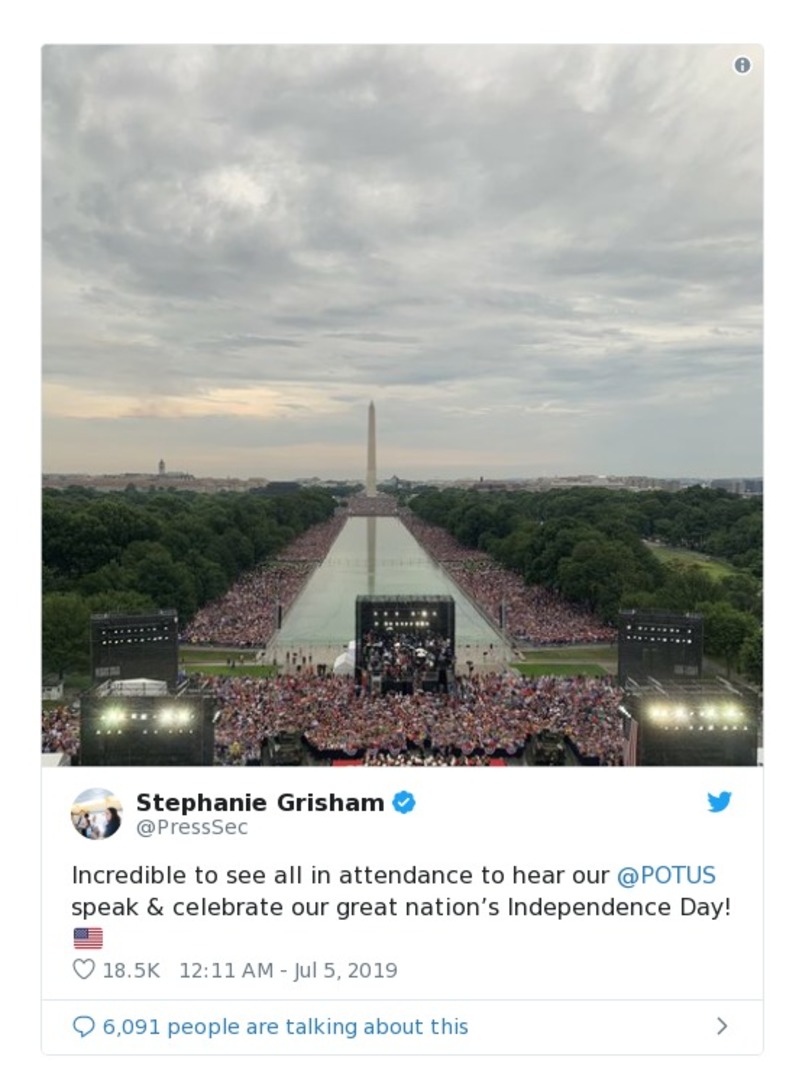 Stephanie Grisham
@PressSec
Incredible to see all in attendance to hear our @POTUS
speak & celebrate our great nation’s Independence Day!
18.5K 12:11 AM - Jul 5, 2019
6,091 people are talking about this